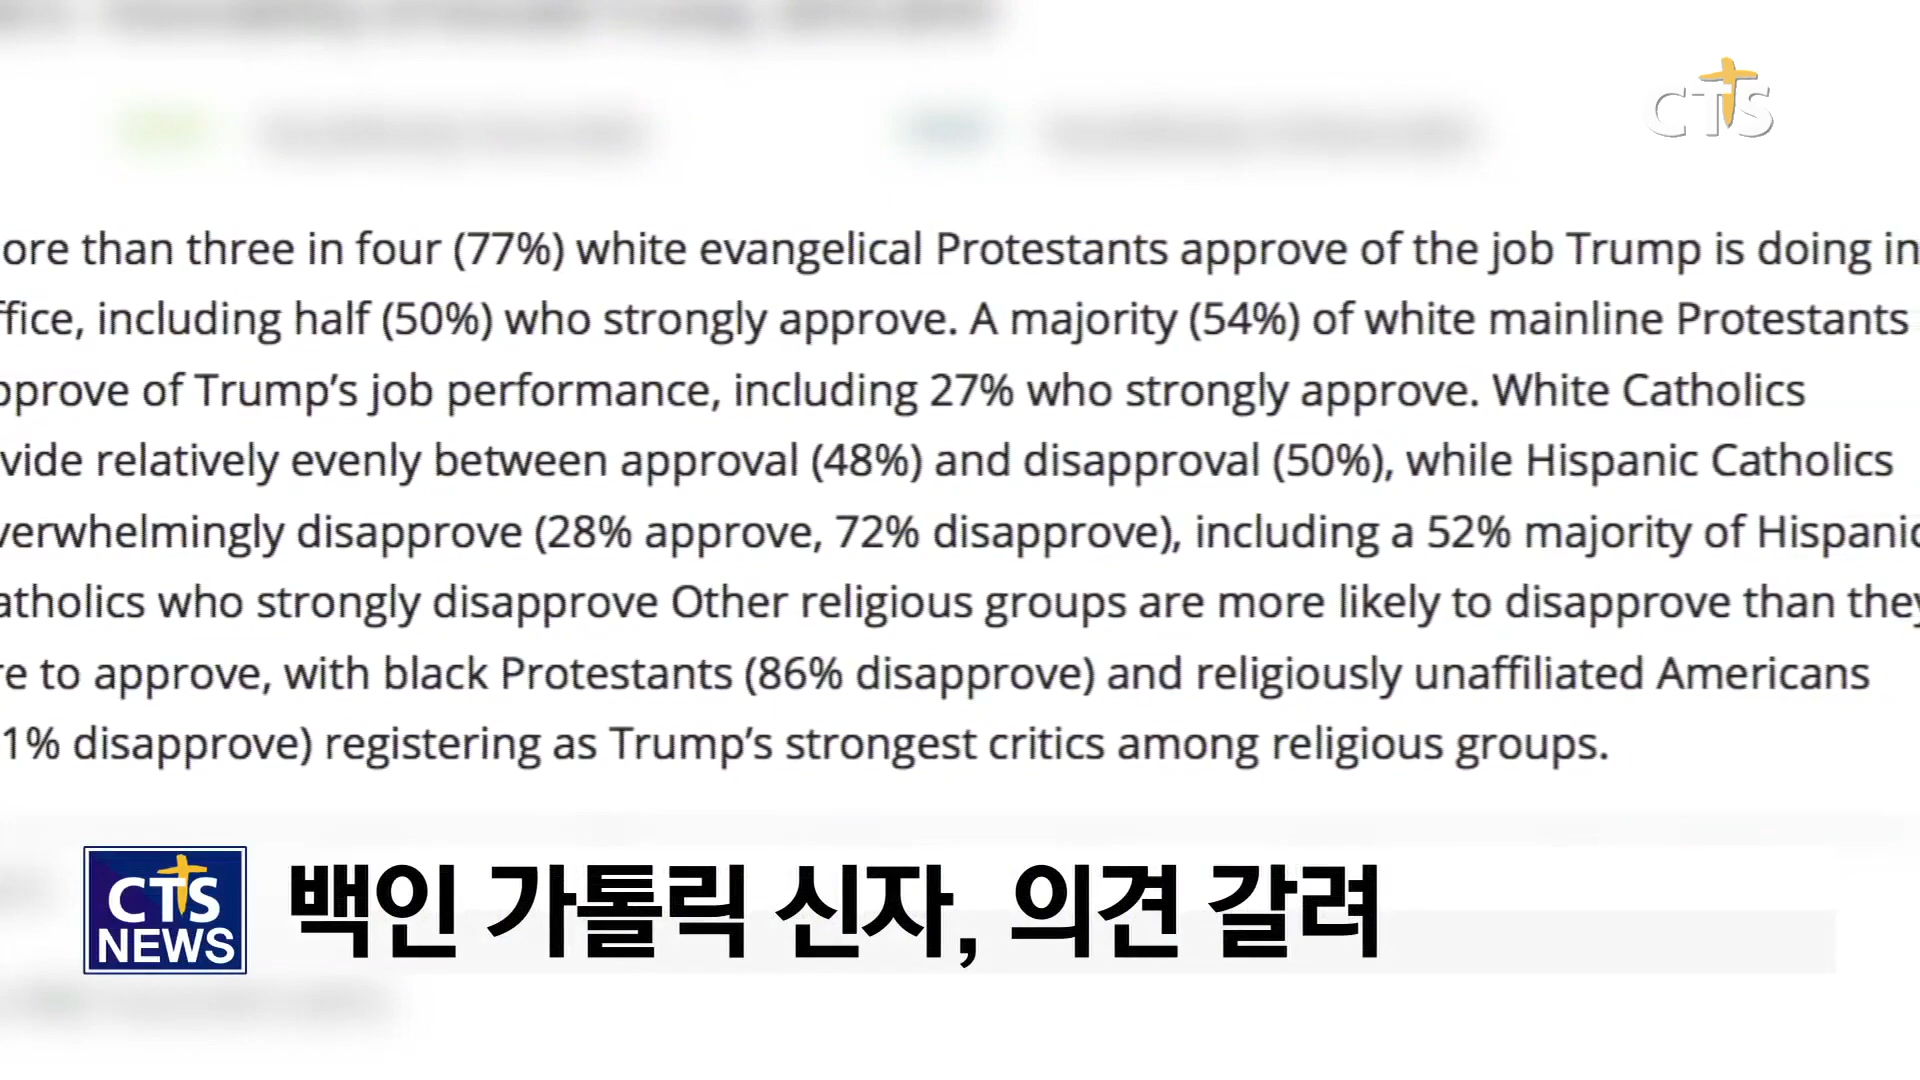 CTS
ore than three in four (77%) white evangelical Protestants approve of the job Trump is doing in
ffice, including half (50%) who strongly approve. A majority (54%) of white mainline Protestants
pprove of Trump’s job performance, including 27% who strongly approve. White Catholics
vide relatively evenly between approval (48%) and disapproval (50%), while Hispanic Catholics
verwhelmingly disapprove (28% approve, 72% disapprove), including a 52% majority of Hispanic
atholics who strongly disapprove Other religious groups are more likely to disapprove than they
re to approve, with black Protestants (86% disapprove) and religiously unaffiliated Americans
1% disapprove) registering as Trump’s strongest critics among religious groups.
CTS
NEWS
백인 가톨릭 신자, 의견 갈려